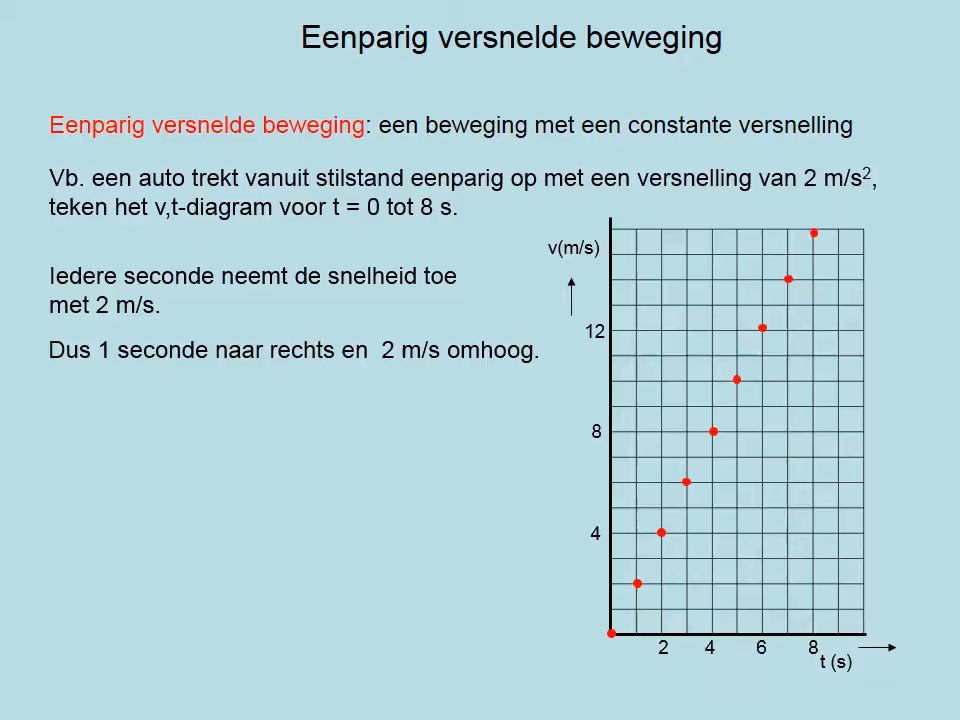 Eenparig versnelde beweging
Eenparig versnelde beweging: een beweging met een constante versnelling
Vb. een auto trekt vanuit stilstand eenparig op met een versnelling van 2 m/s²,
teken het v,t-diagram voor t = 0 tot 8 s.
Iedere seconde neemt de snelheid toe
met 2 m/s.
Dus 1 seconde naar rechts en 2 m/s omhoog.
v(m/s)
12
8
4
2 4 6 8
t (s)